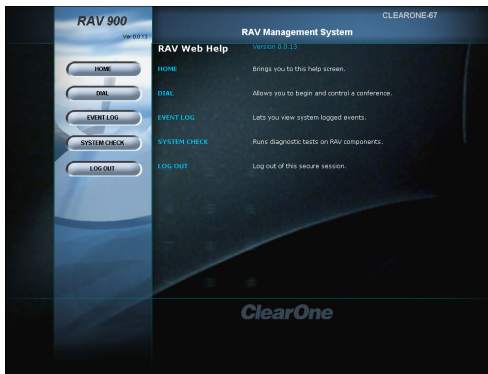 RAV 900
Ver 0.0.13
CLEARONE-67
RAV Management System
RAV Web Help
Version 0.0.13
HOME
HOME
Brings you to this help screen.
DIAL
DIAL
Allows you to begin and control a conference.
EVENT LOG
EVENT LOG
Lets you view system logged events.
SYSTEM CHECK
SYSTEM CHECK
Runs diagnostic tests on RAV components.
LOG OUT
LOG OUT
Log out of this secure session.
ClearOne